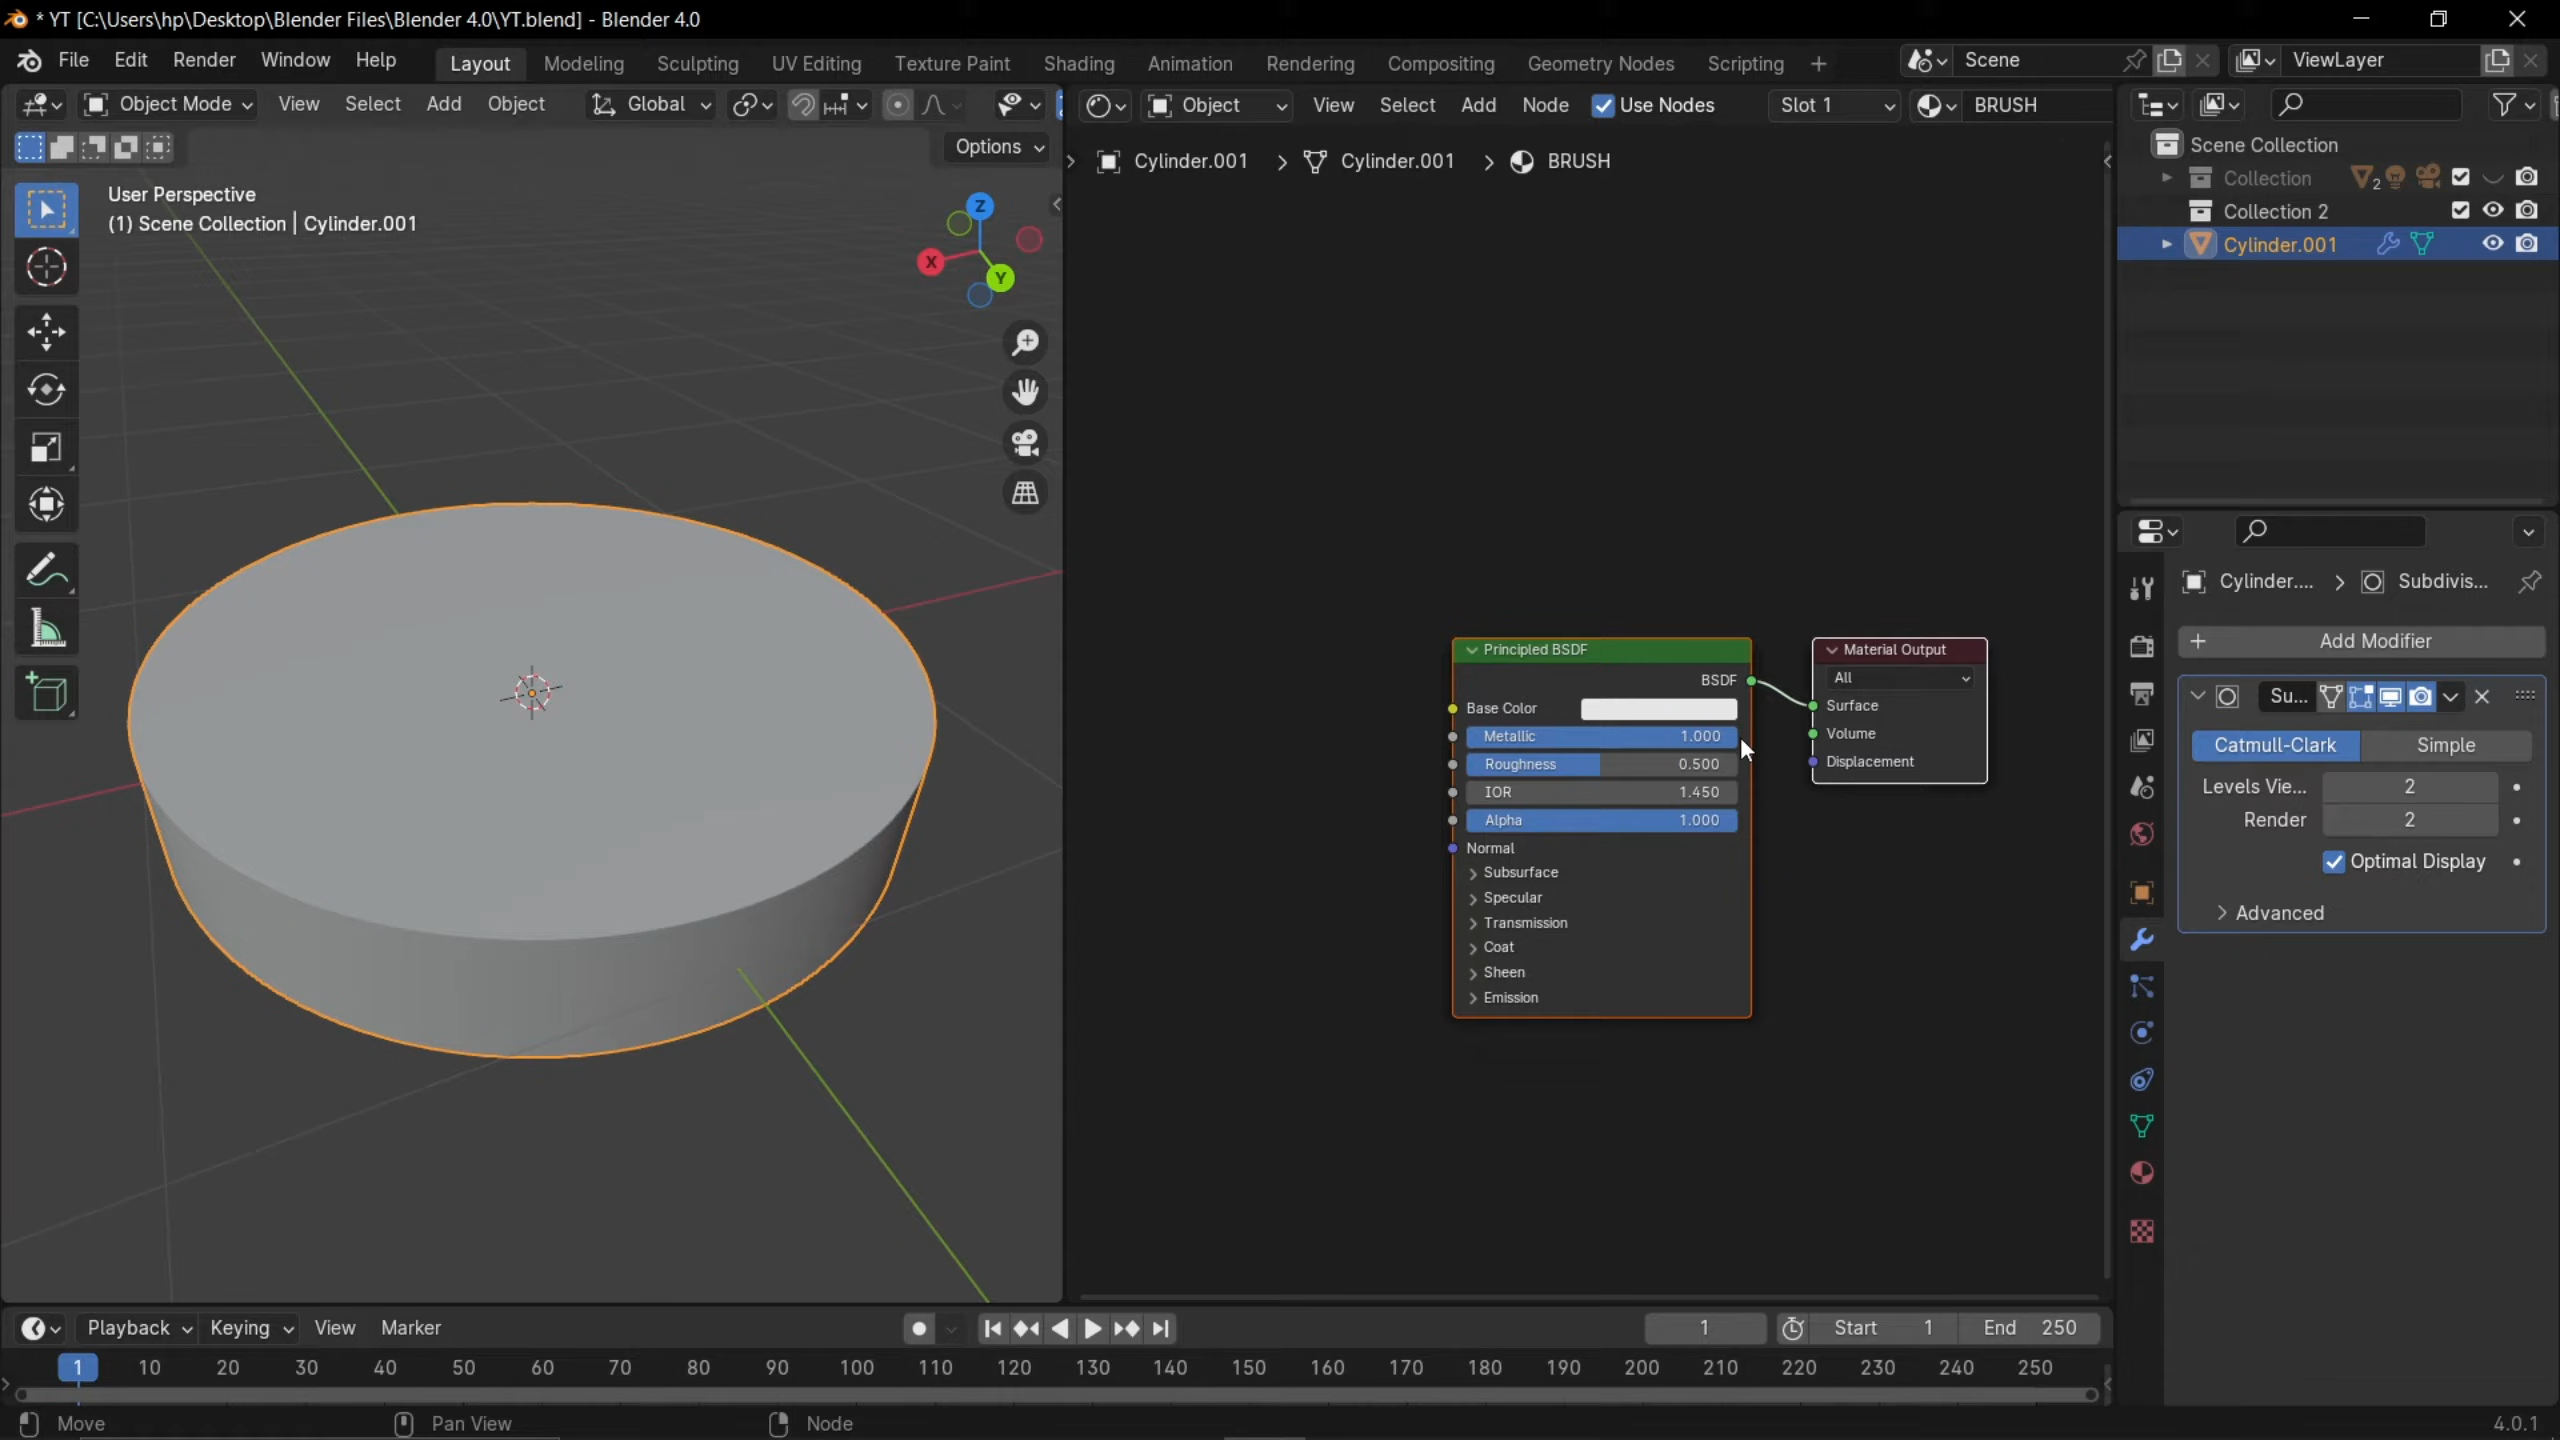 * YT [C:\Users\hp\Desktop\Blender Files\Blender 4.0\YT.blend] - Blender 4.0
File Edit Render Window Help Layout Modeling Sculpting UV Editing Texture Paint Shading Animation Rendering Compositing Geometry Nodes Scripting + Scene ViewLayer
Object Mode View Select Add Object Global
Options
User Perspective
(1) Scene Collection | Cylinder.001
Z
X
Y
Object View Select Add Node Use Nodes Slot 1 BRUSH
Cylinder.001 > Cylinder.001 > BRUSH
Principled BSDF
BSDF
Base Color
Metallic 1.000
Roughness 0.500
IOR 1.450
Alpha 1.000
Normal
Subsurface
Specular
Transmission
Coat
Sheen
Emission
Material Output
All
Surface
Volume
Displacement
Scene Collection
Collection 2
Collection 2
Cylinder.001
Cylinder.... > Subdivis...
+ Add Modifier
Su...
Catmull-Clark Simple
Levels Vie... 2
Render 2
Optimal Display
Advanced
Playback Keying View Marker 1 Start 1 End 250
1 10 20 30 40 50 60 70 80 90 100 110 120 130 140 150 160 170 180 190 200 210 220 230 240 250
Move Pan View Node 4.0.1